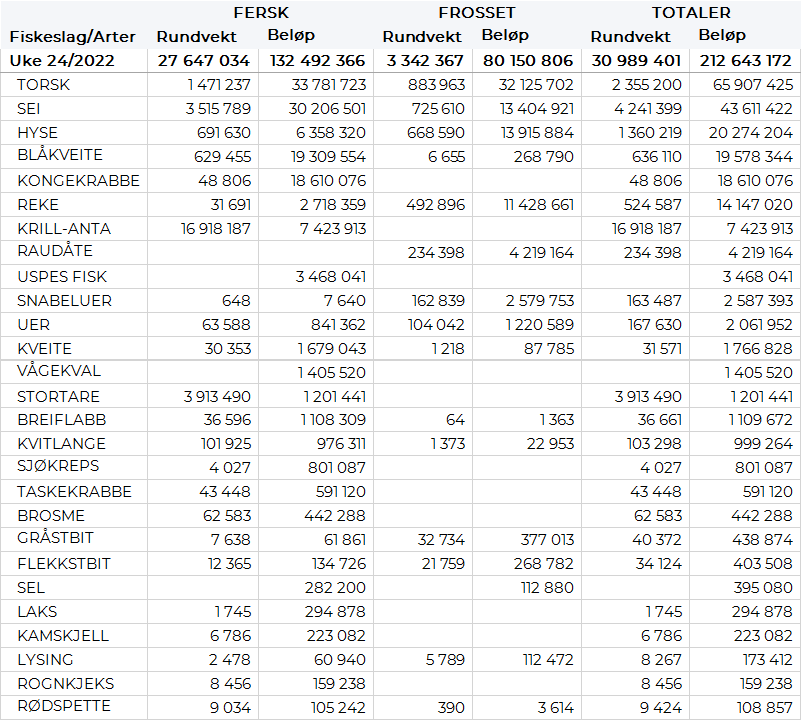 FERSK FROSSET TOTALER
Fiskeslag/Arter Rundvekt Beløp Rundvekt Beløp Rundvekt Beløp
Uke 24/2022 27 647 034 132 492 366 3 342 367 80 150 806 30 989 401 212 643 172
TORSK 1 471 237 33 781 723 883 963 32 125 702 2 355 200 65 907 425
SEI 3 515 789 30 206 501 725 610 13 404 921 4 241 399 43 611 422
HYSE 691 630 6 358 320 668 590 13 915 884 1 360 219 20 274 204
BLÅKVEITE 629 455 19 309 554 6 655 268 790 636 110 19 578 344
KONGEKRABBE 48 806 18 610 076 48 806 18 610 076
REKE 31 691 2 718 359 492 896 11 428 661 524 587 14 147 020
KRILL-ANTA 16 918 187 7 423 913 16 918 187 7 423 913
RAUDÅTE 234 398 4 219 164 234 398 4 219 164
USPES FISK 3 468 041 3 468 041
SNABELUER 648 7 640 162 839 2 579 753 163 487 2 587 393
UER 63 588 841 362 104 042 1 220 589 167 630 2 061 952
KVEITE 30 353 1 679 043 1 218 87 785 31 571 1 766 828
VÅGEKVAL 1 405 520 1 405 520
STORTARE 3 913 490 1 201 441 3 913 490 1 201 441
BREIFLABB 36 596 1 108 309 64 1 363 36 661 1 109 672
KVITLANGE 101 925 976 311 1 373 22 953 103 298 999 264
SJØKREPS 4 027 801 087 4 027 801 087
TASKEKRABBE 43 448 591 120 43 448 591 120
BROSME 62 583 442 288 62 583 442 288
GRÅSTBIT 7 638 61 861 32 734 377 013 40 372 438 874
FLEKKSTBIT 12 365 134 726 21 759 268 782 34 124 403 508
SEL 282 200 112 880 395 080
LAKS 1 745 294 878 1 745 294 878
KAMSKJELL 6 786 223 082 6 786 223 082
LYSING 2 478 60 940 5 789 112 472 8 267 173 412
ROGNKJEKS 8 456 159 238 8 456 159 238
RØDSPETTE 9 034 105 242 390 3 614 9 424 108 857